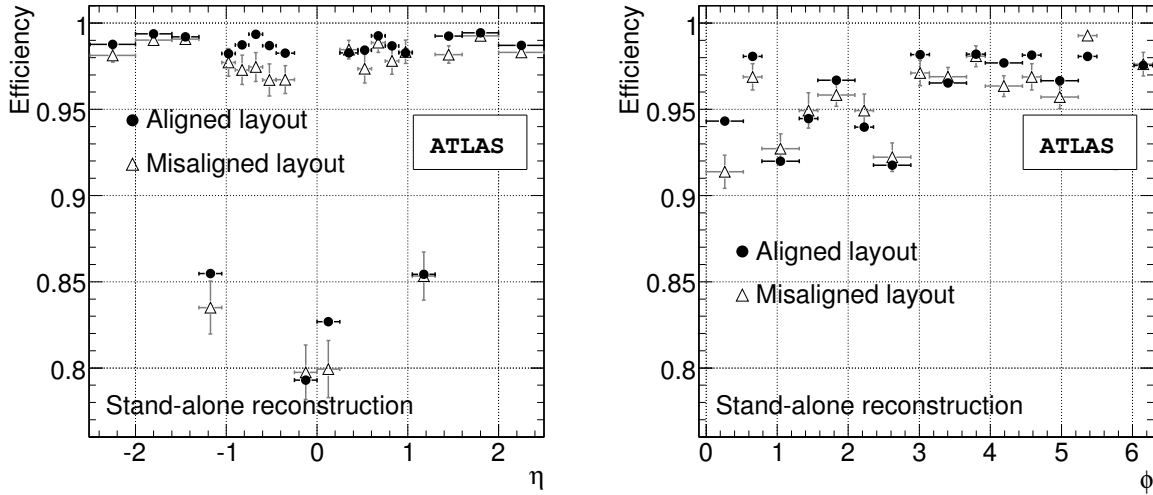 Efficiency
1
0.95
0.9
0.85
0.8
Aligned layout
Misaligned layout
ATLAS
Stand-alone reconstruction
-2 -1 0 1 2
η
Efficiency
1
0.95
0.9
0.85
0.8
ATLAS
Aligned layout
Misaligned layout
Stand-alone reconstruction
0 1 2 3 4 5 6
ϕ